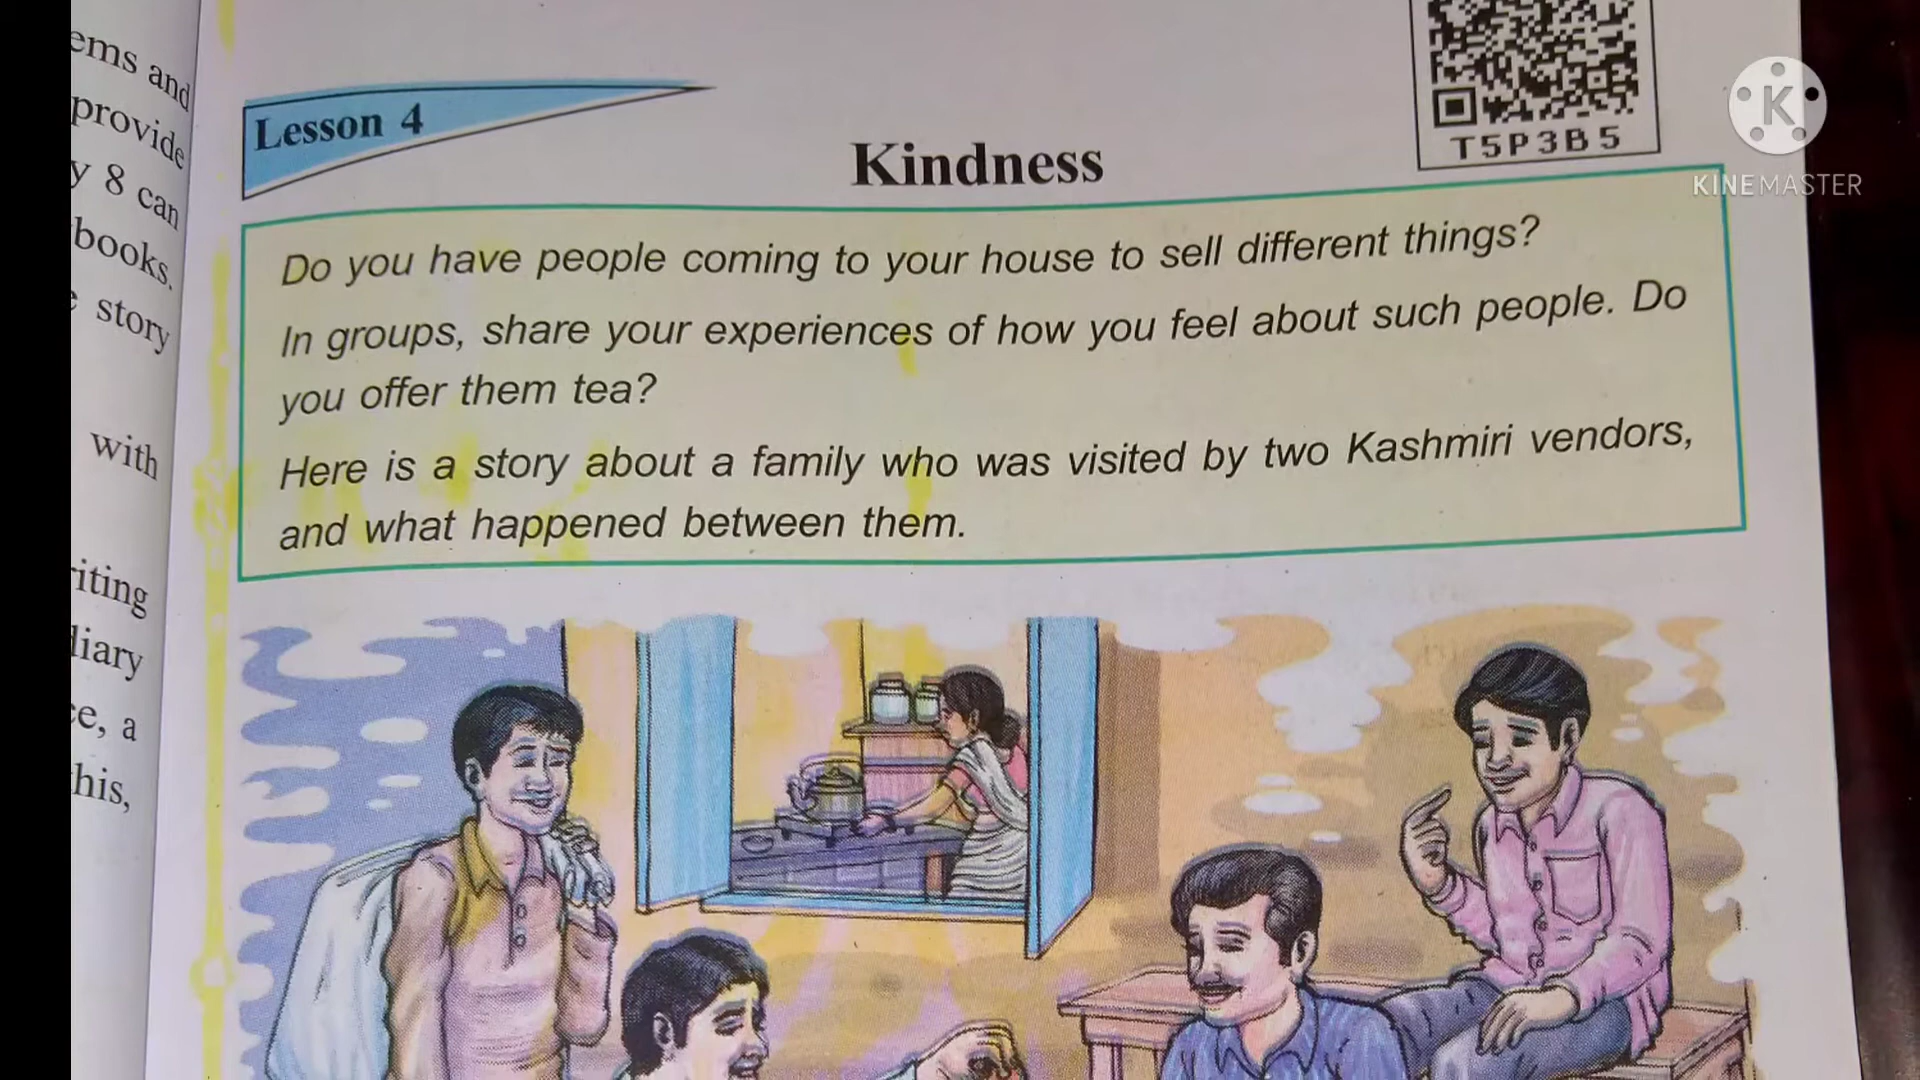 ems and
provide
y 8 can
books.
story
with
iting
diary
e, a
his,
Lesson 4
T5P3B5
Kindness
Do you have people coming to your house to sell different things?
In groups, share your experiences of how you feel about such people. Do
you offer them tea?
Here is a story about a family who was visited by two Kashmiri vendors,
and what happened between them.
K
KINEMASTER